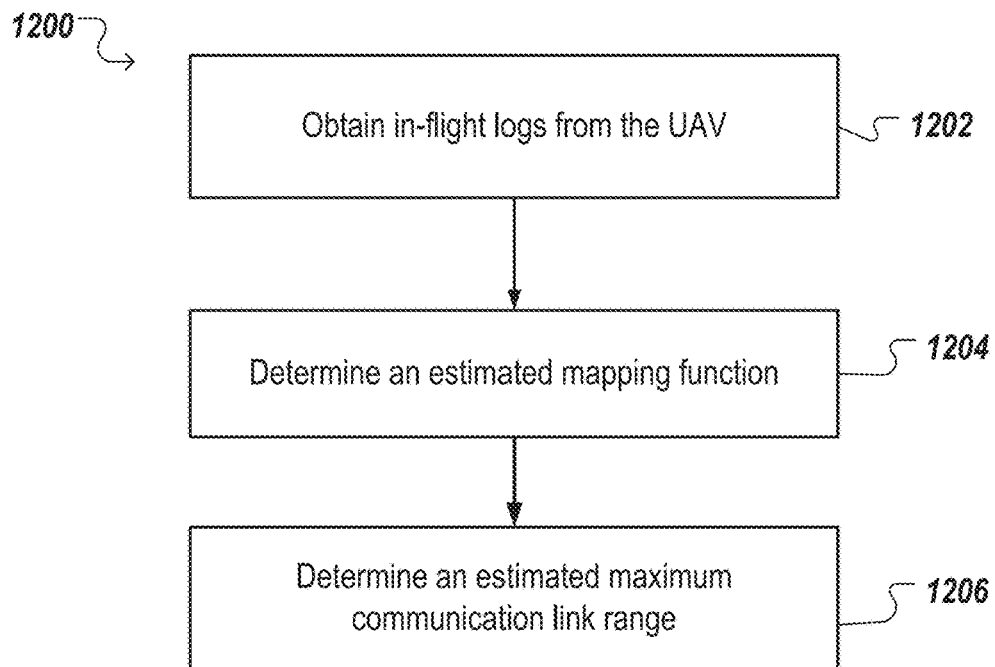 1200
Obtain in-flight logs from the UAV
1202
Determine an estimated mapping function
1204
Determine an estimated maximum
communication link range
1206